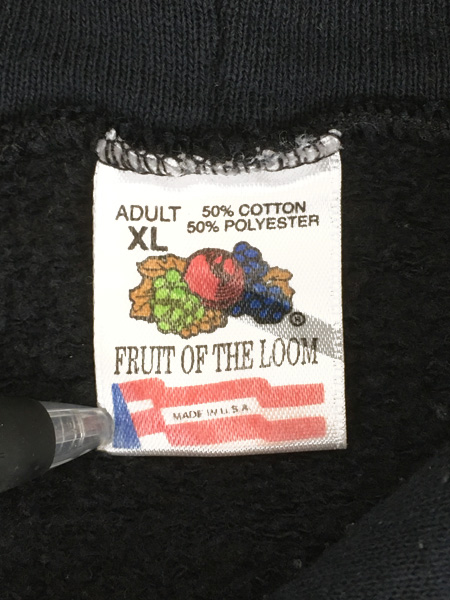 ADULT 50% COTTON
XL 50% POLYESTER
®
FRUIT OF THE LOOM
MADE IN U.S.A.